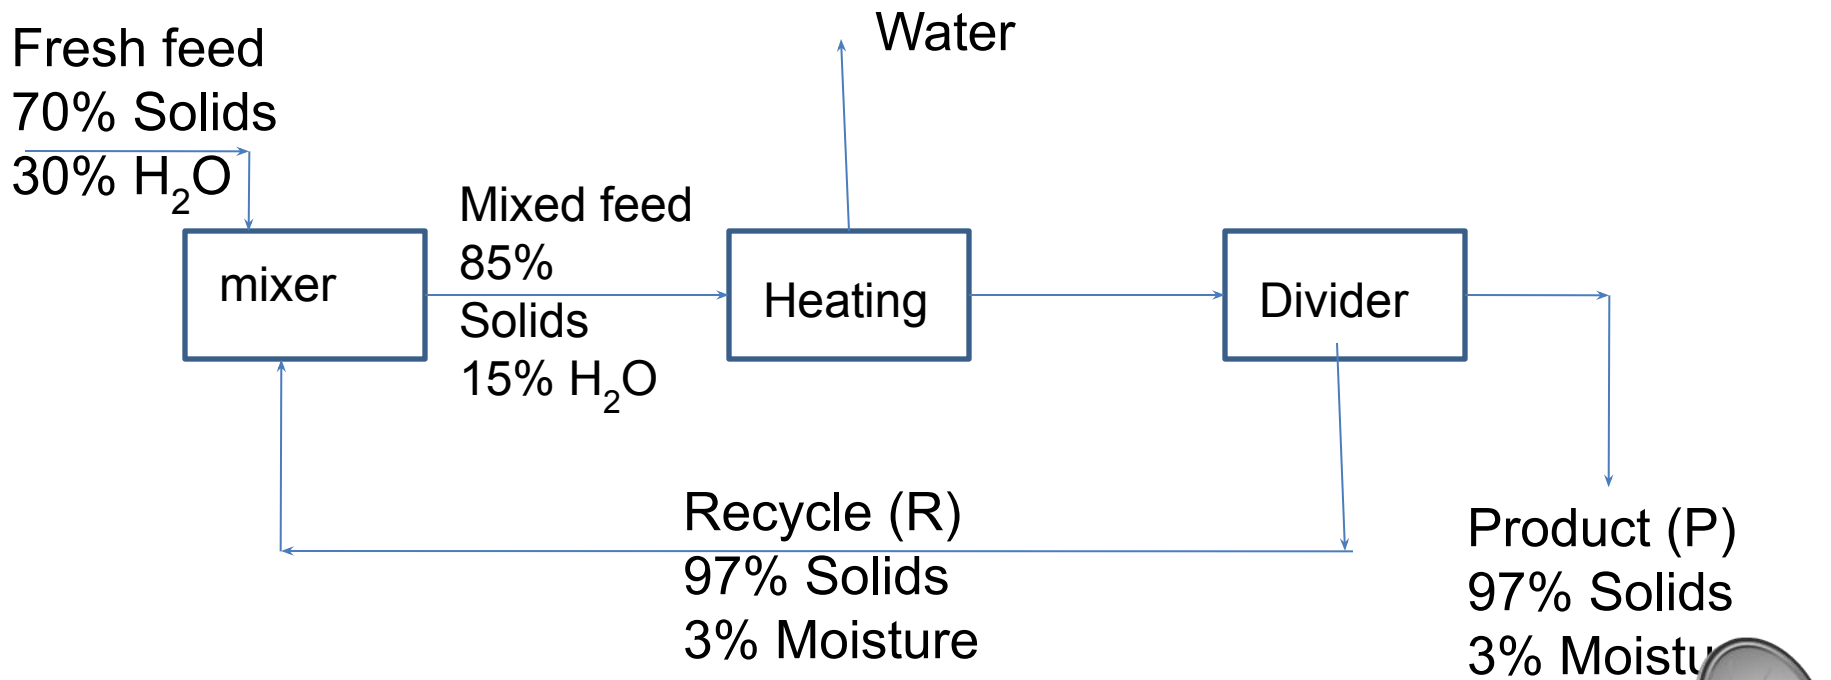 Fresh feed
70% Solids
30% H₂O
Water
Mixed feed
85%
Solids
15% H₂O
mixer
Heating
Divider
Recycle (R)
97% Solids
3% Moisture
Product (P)
97% Solids
3%